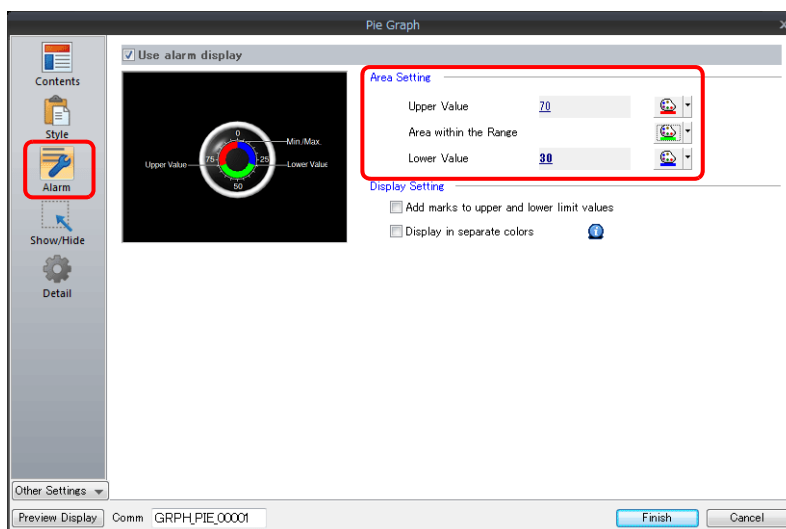 Pie Graph
Contents
Style
Alarm
Show/Hide
Detail
Other Settings
Use alarm display
0
Min./Max.
Upper Value
75
25
Lower Value
50
Area Setting
Upper Value 70
Area within the Range
Lower Value 30
Display Setting
Add marks to upper and lower limit values
Display in separate colors
Preview Display Comm GRPH_PIE_00001 Finish Cancel